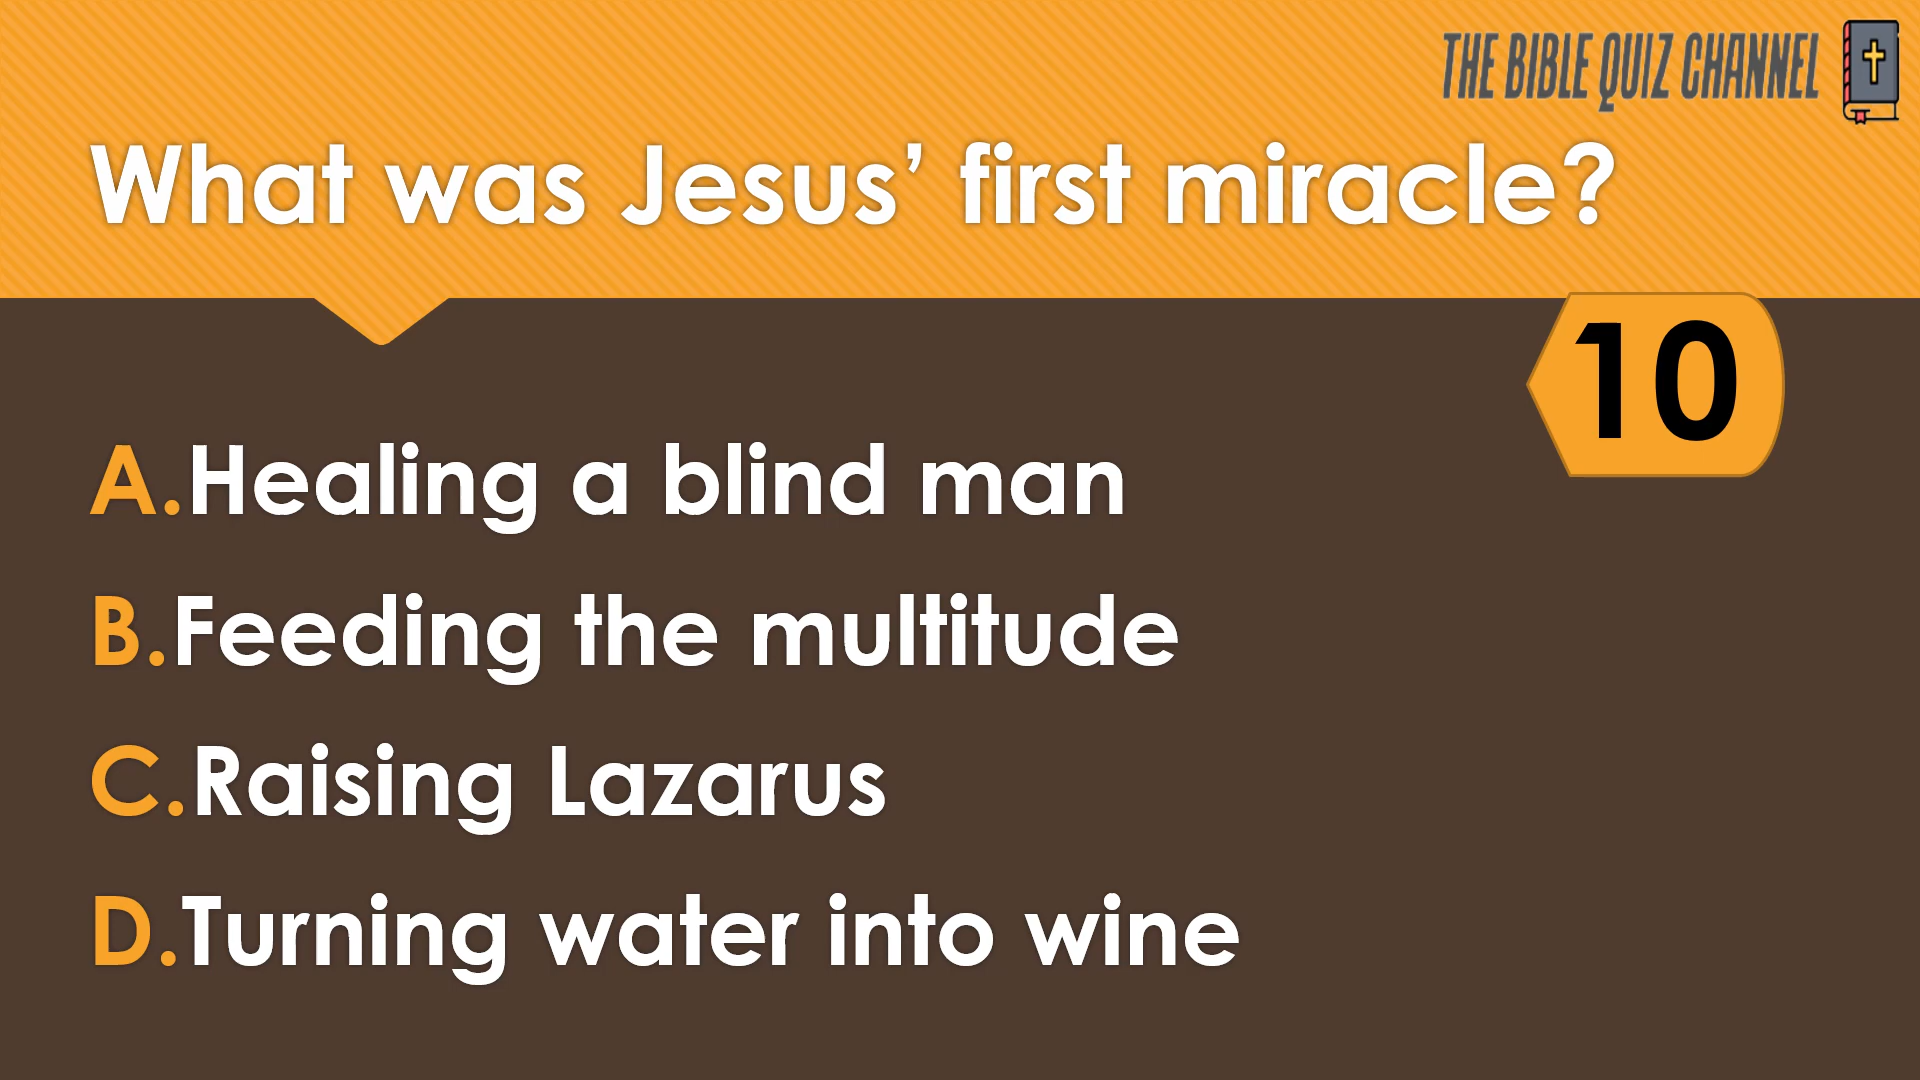 THE BIBLE QUIZ CHANNEL
What was Jesus’ first miracle?
10
A.Healing a blind man
B.Feeding the multitude
C.Raising Lazarus
D.Turning water into wine